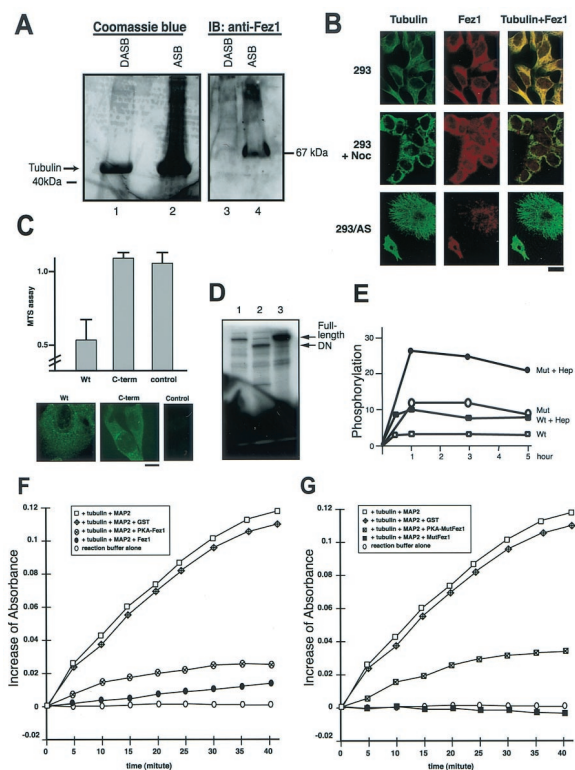 A
Coomassie blue
IB: anti-Fez1
DASB
ASB
DASB
ASB
Tubulin
40kDa
67 kDa
1
2
3
4
B
Tubulin
Fez1
Tubulin+Fez1
293
293
+ Noc
293/AS
C
MTS assay
1.0
0.5
Wt
C-term
control
Wt
C-term
Control
D
1
2
3
Full-
length
DN
E
Phosphorylation
30
20
10
0
0
1
2
3
4
5
hour
Mut + Hep
Mut
Wt + Hep
Wt
F
Increase of Absorbance
0.12
0.1
0.08
0.06
0.04
0.02
0
-0.02
+ tubulin + MAP2
+ tubulin + MAP2 + GST
+ tubulin + MAP2 + PKA-Fez1
+ tubulin + MAP2 + Fez1
reaction buffer alone
0
5
10
15
20
25
30
35
40
time (mitute)
G
Increase of Absorbance
0.12
0.1
0.08
0.06
0.04
0.02
0
-0.02
+ tubulin + MAP2
+ tubulin + MAP2 + GST
+ tubulin + MAP2 + PKA-MutFez1
+ tubulin + MAP2 + MutFez1
reaction buffer alone
0
5
10
15
20
25
30
35
40
time (mitute)